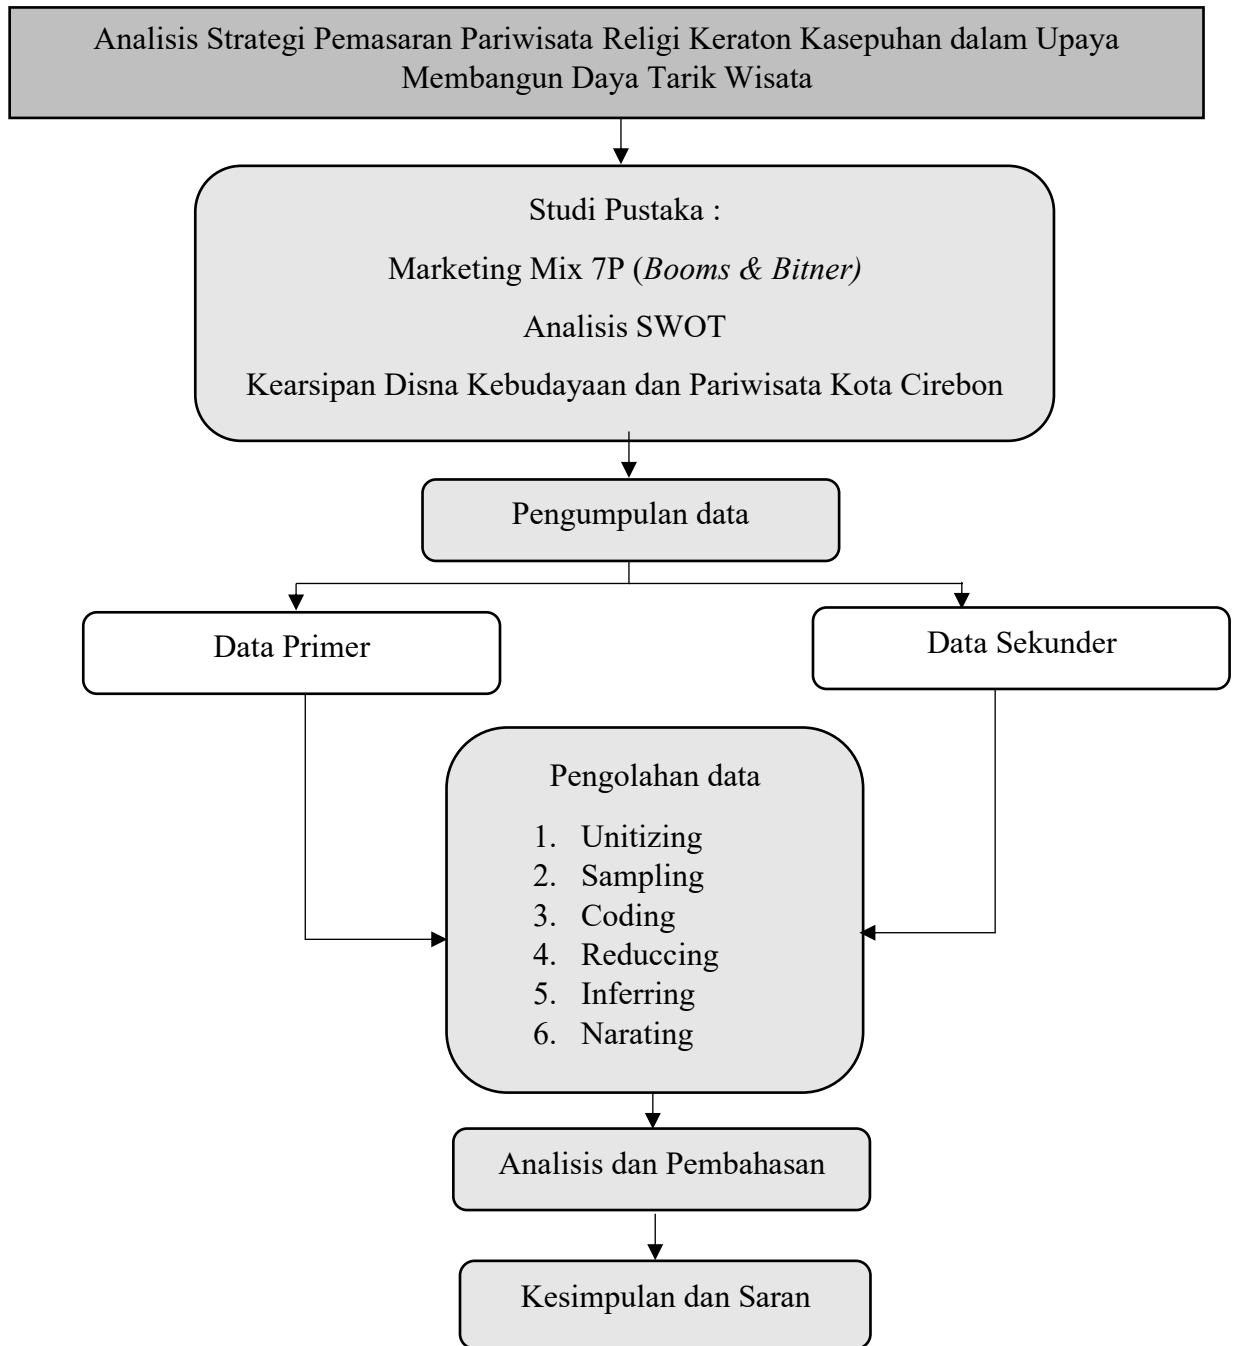 Analisis Strategi Pemasaran Pariwisata Religi Keraton Kasepuhan dalam Upaya
Membangun Daya Tarik Wisata
Studi Pustaka :
Marketing Mix 7P (Booms & Bitner)
Analisis SWOT
Kearsipan Disna Kebudayaan dan Pariwisata Kota Cirebon
Pengumpulan data
Data Primer
Data Sekunder
Pengolahan data
1. Unitizing
2. Sampling
3. Coding
4. Reduccing
5. Inferring
6. Narating
Analisis dan Pembahasan
Kesimpulan dan Saran